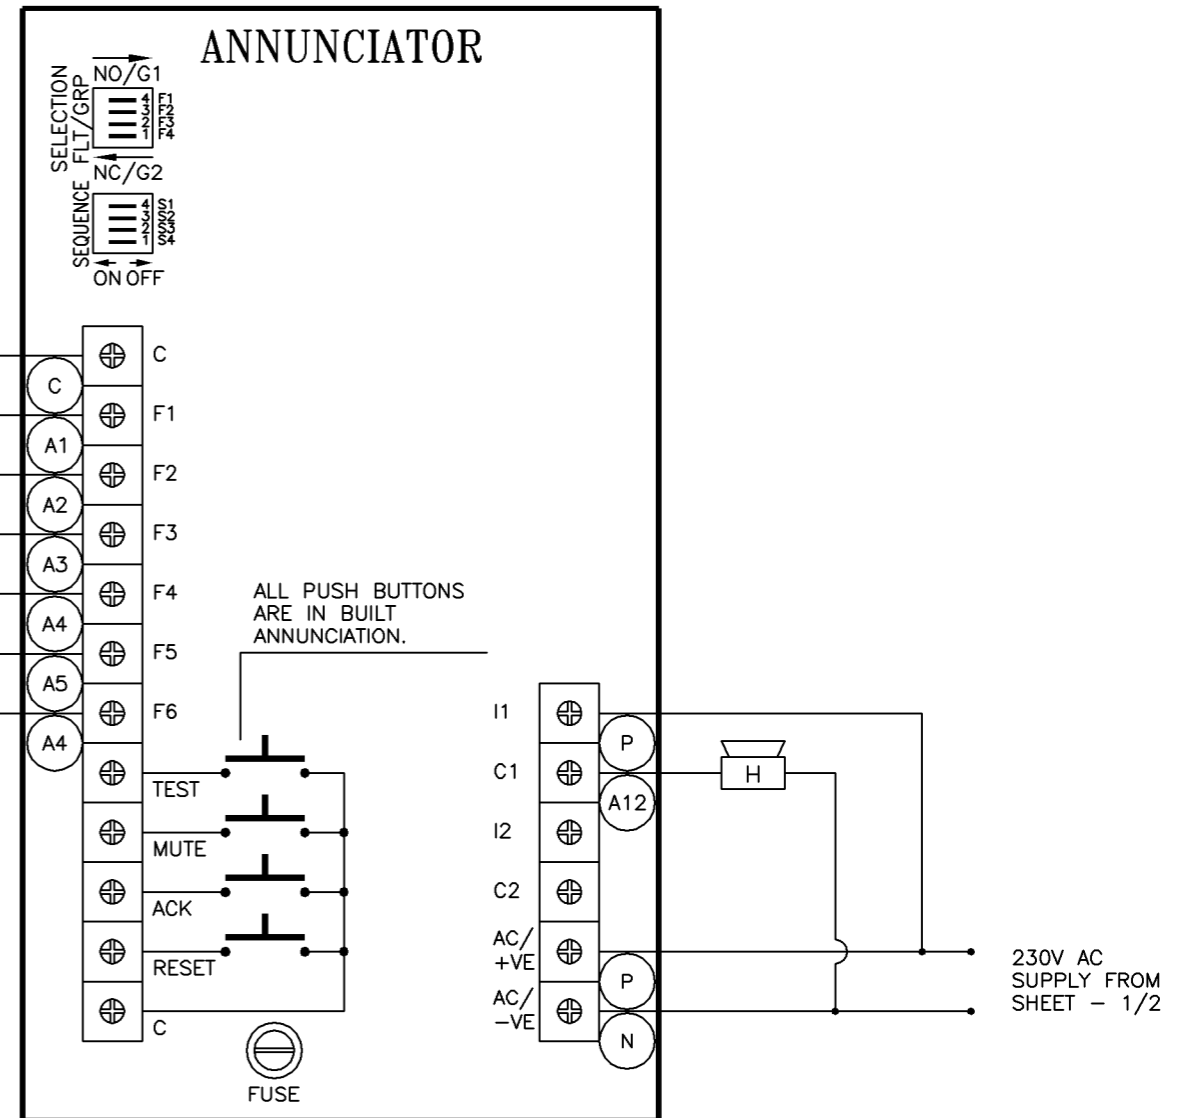 ANNUNCIATOR
SELECTION
FLT/GRP
NO/G1
4 F1
3 F2
2 F3
1 F4
NC/G2
SEQUENCE
4 S1
3 S2
2 S3
1 S4
ON OFF
C
C
F1
A1
F2
A2
F3
A3
F4
A4
F5
A5
F6
A4
ALL PUSH BUTTONS
ARE IN BUILT
ANNUNCIATION.
TEST
MUTE
ACK
RESET
C
FUSE
I1
P
C1
A12
H
I2
C2
AC/
+VE
P
AC/
-VE
N
230V AC
SUPPLY FROM
SHEET - 1/2